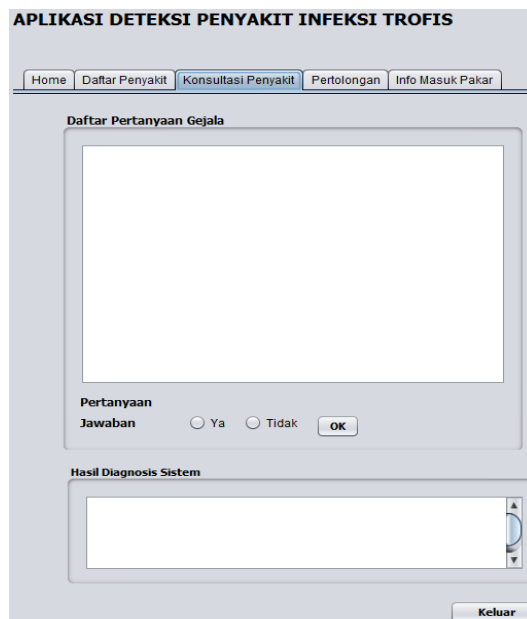 APLIKASI DETEKSI PENYAKIT INFEKSI TROFIS
Home Daftar Penyakit Konsultasi Penyakit Pertolongan Info Masuk Pakar
Daftar Pertanyaan Gejala
Pertanyaan
Jawaban Ya Tidak OK
Hasil Diagnosis Sistem
Keluar